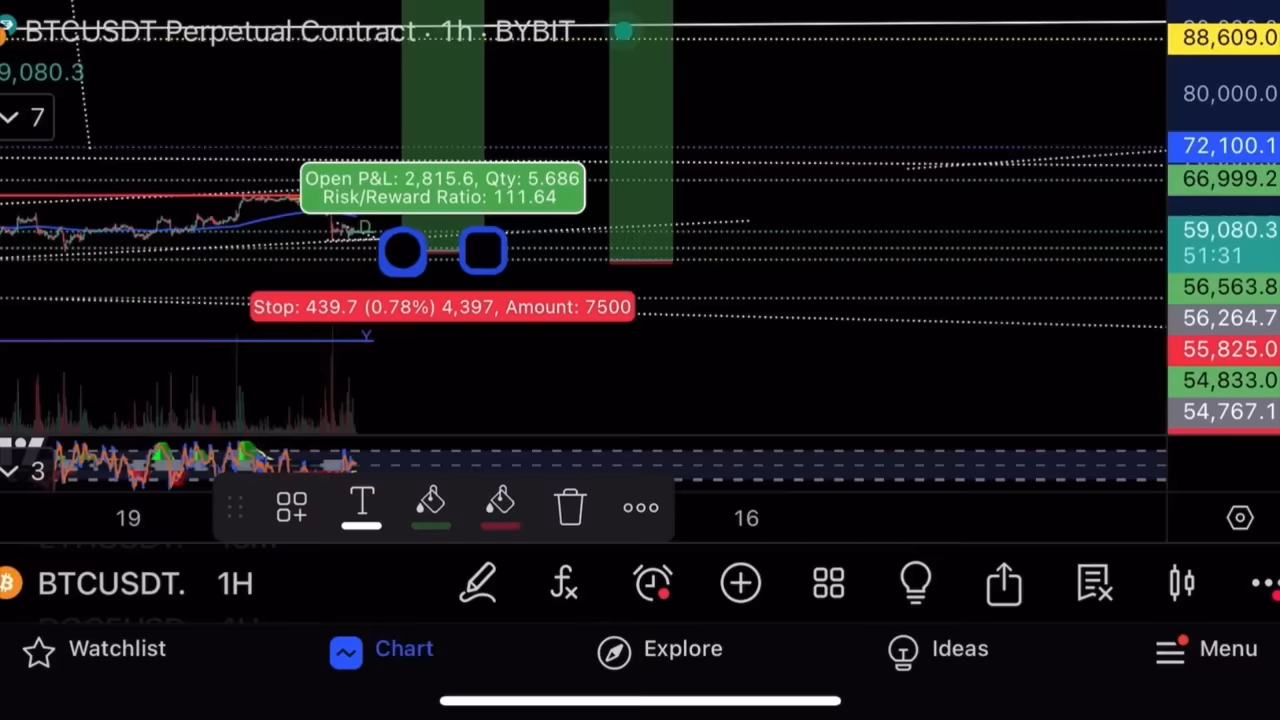 BTCUSDT Perpetual Contract · 1h · BYBIT
9,080.3
7
Open P&L: 2,815.6, Qty: 5.686
Risk/Reward Ratio: 111.64
D
Stop: 439.7 (0.78%) 4,397, Amount: 7500
Y
88,609.0
80,000.0
72,100.1
66,999.2
59,080.3
51:31
56,563.8
56,264.7
55,825.0
54,833.0
54,767.1
3
19
16
T
BTCUSDT. 1H
Watchlist
Chart
Explore
Ideas
Menu